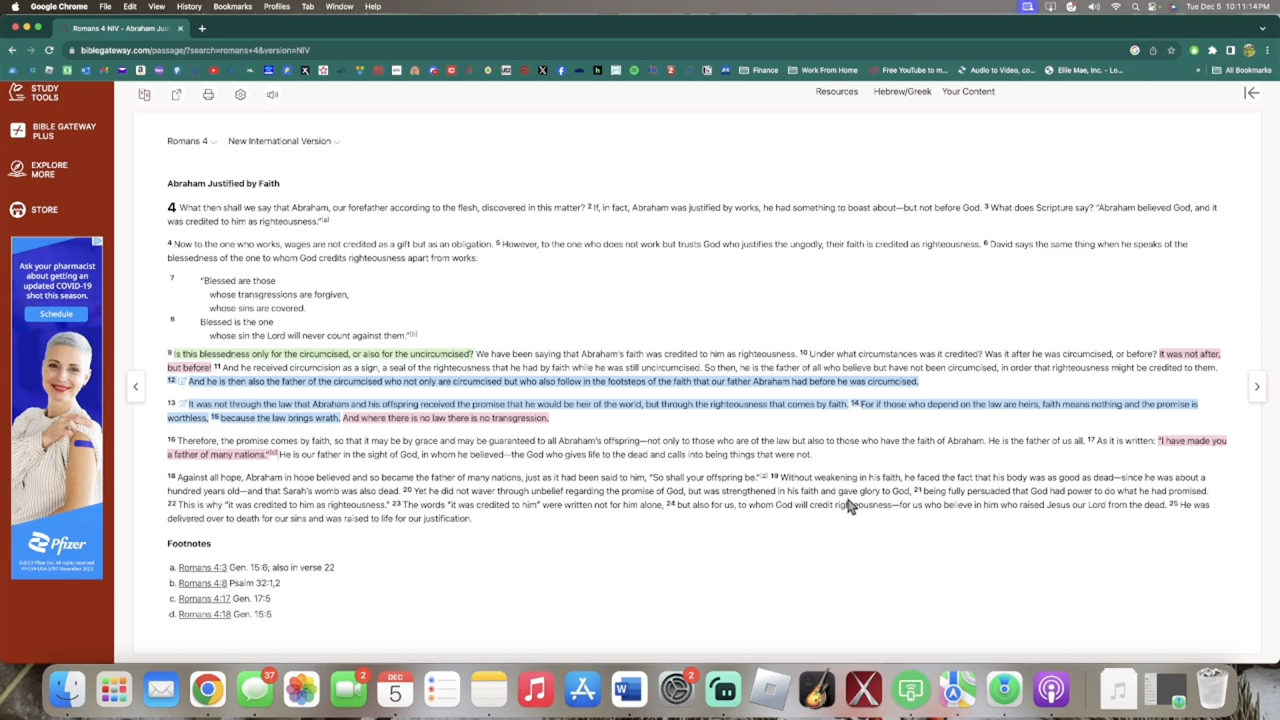 Google Chrome File Edit View History Bookmarks Profiles Tab Window Help Tue Dec 5 10:11:14 PM
Romans 4 NIV - Abraham Jus
biblegateway.com/passage/?search=romans+4&version=NIV
Finance Work From Home Free YouTube to m... Audio to Video, co... Ellie Mae, Inc. - Lo... All Bookmarks
STUDY
TOOLS
BIBLE GATEWAY
PLUS
EXPLORE
MORE
STORE
Resources Hebrew/Greek Your Content
Romans 4 New International Version
Abraham Justified by Faith
4 What then shall we say that Abraham, our forefather according to the flesh, discovered in this matter? 2 If, in fact, Abraham was justified by works, he had something to boast about—but not before God. 3 What does Scripture say? “Abraham believed God, and it
was credited to him as righteousness.”[a]
4 Now to the one who works, wages are not credited as a gift but as an obligation. 5 However, to the one who does not work but trusts God who justifies the ungodly, their faith is credited as righteousness. 6 David says the same thing when he speaks of the
blessedness of the one to whom God credits righteousness apart from works:
7 “Blessed are those
whose transgressions are forgiven,
whose sins are covered.
8 Blessed is the one
whose sin the Lord will never count against them.”[b]
9 Is this blessedness only for the circumcised, or also for the uncircumcised? We have been saying that Abraham’s faith was credited to him as righteousness. 10 Under what circumstances was it credited? Was it after he was circumcised, or before? It was not after,
but before! 11 And he received circumcision as a sign, a seal of the righteousness that he had by faith while he was still uncircumcised. So then, he is the father of all who believe but have not been circumcised, in order that righteousness might be credited to them.
12 And he is then also the father of the circumcised who not only are circumcised but who also follow in the footsteps of the faith that our father Abraham had before he was circumcised.
13 It was not through the law that Abraham and his offspring received the promise that he would be heir of the world, but through the righteousness that comes by faith. 14 For if those who depend on the law are heirs, faith means nothing and the promise is
worthless, 15 because the law brings wrath. And where there is no law there is no transgression.
16 Therefore, the promise comes by faith, so that it may be by grace and may be guaranteed to all Abraham’s offspring—not only to those who are of the law but also to those who have the faith of Abraham. He is the father of us all. 17 As it is written: “I have made you
a father of many nations.”[c] He is our father in the sight of God, in whom he believed—the God who gives life to the dead and calls into being things that were not.
18 Against all hope, Abraham in hope believed and so became the father of many nations, just as it had been said to him, “So shall your offspring be.”[d] 19 Without weakening in his faith, he faced the fact that his body was as good as dead—since he was about a
hundred years old—and that Sarah’s womb was also dead. 20 Yet he did not waver through unbelief regarding the promise of God, but was strengthened in his faith and gave glory to God, 21 being fully persuaded that God had power to do what he had promised.
22 This is why “it was credited to him as righteousness.” 23 The words “it was credited to him” were written not for him alone, 24 but also for us, to whom God will credit righteousness—for us who believe in him who raised Jesus our Lord from the dead. 25 He was
delivered over to death for our sins and was raised to life for our justification.
Footnotes
a. Romans 4:3 Gen. 15:6; also in verse 22
b. Romans 4:8 Psalm 32:1,2
c. Romans 4:17 Gen. 17:5
d. Romans 4:18 Gen. 15:5
Ask your pharmacist
about getting an
updated COVID-19
shot this season.
Schedule
Pfizer
37
2
DEC
5
2